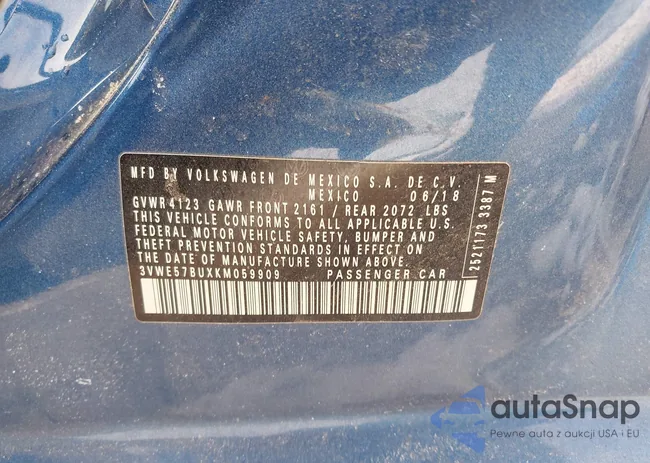 MFD BY VOLKSWAGEN DE MEXICO S.A. DE C.V.
MEXICO 06/18
GVWR 4123 GAWR FRONT 2161 / REAR 2072 LBS
THIS VEHICLE CONFORMS TO ALL APPLICABLE U.S.
FEDERAL MOTOR VEHICLE SAFETY, BUMPER AND
THEFT PREVENTION STANDARDS IN EFFECT ON
THE DATE OF MANUFACTURE SHOWN ABOVE.
3VWE57BUXKM059909 PASSENGER CAR
2521173 3387 M
autaSnap
Pewne auta z aukcji USA i EU